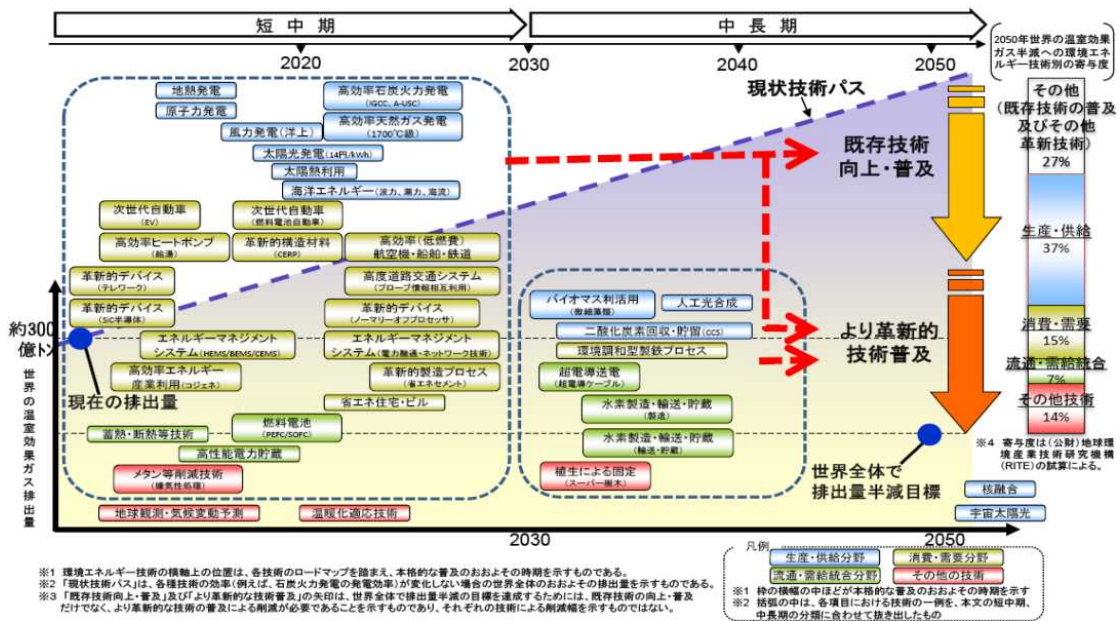 短 中 期
中 長 期
2020
2030
2040
2050
2050年世界の温室効果
ガス半減への環境エネ
ルギー技術別の寄与度
現状技術パス
地熱発電
高効率石炭火力発電
(IGCC, A-USC)
原子力発電
高効率天然ガス発電
(1700℃級)
風力発電(洋上)
太陽光発電(14円/kWh)
太陽熱利用
海洋エネルギー(波力、潮力、海流)
既存技術
向上・普及
その他
(既存技術の普及
及びその他
革新技術)
27%
生産・供給
37%
消費・需要
15%
流通・需給統合
7%
その他技術
14%
次世代自動車
(EV)
次世代自動車
(燃料電池自動車)
高効率ヒートポンプ
(給湯)
革新的構造材料
(CFRP)
高効率(低燃費)
航空機・船舶・鉄道
革新的デバイス
(テレワーク)
高度道路交通システム
(プローブ情報相互利用)
革新的デバイス
(SiC半導体)
革新的デバイス
(ノーマリーオフプロセッサ)
エネルギーマネジメント
システム(HEMS/BEMS/CEMS)
エネルギーマネジメント
システム(電力融通・ネットワーク技術)
高効率エネルギー
産業利用(コジェネ)
革新的製造プロセス
(省エネセメント)
省エネ住宅・ビル
蓄熱・断熱等技術
燃料電池
(PEFC/SOFC)
高性能電力貯蔵
メタン等削減技術
(嫌気性処理)
地球観測・気候変動予測
温暖化適応技術
バイオマス利活用
(微細藻類)
人工光合成
二酸化炭素回収・貯留(CCS)
環境調和型製鉄プロセス
超電導送電
(超電導ケーブル)
水素製造・輸送・貯蔵
(製造)
水素製造・輸送・貯蔵
(輸送・貯蔵)
植生による固定
(スーパー樹木)
より革新的
技術普及
約300
億トン
世界の温室効果ガス排出量
現在の排出量
世界全体で
排出量半減目標
※4 寄与度は(公財)地球環
境産業技術研究機構
(RITE)の試算による。
核融合
宇宙太陽光
2030
2050
※1 環境エネルギー技術の横軸上の位置は、各技術のロードマップを踏まえ、本格的な普及のおおよその時期を示すものである。
※2 「現状技術パス」は、各種技術の効率(例えば、石炭火力発電の発電効率)が変化しない場合の世界全体のおおよその排出量を示すものである。
※3 「既存技術向上・普及」及び「より革新的技術普及」の矢印は、世界全体で排出量半減の目標を達成するためには、既存技術の向上・普及
だけでなく、より革新的な技術の普及による削減が必要であることを示すものであり、それぞれの技術による削減幅を示すものではない。
凡例
生産・供給分野
消費・需要分野
流通・需給統合分野
その他の技術
※1 枠の横幅の中ほどが本格的な普及のおおよその時期を示す
※2 括弧の中は、各項目における技術の一例を、本文の短中期、
中長期の分類に合わせて抜き出したもの